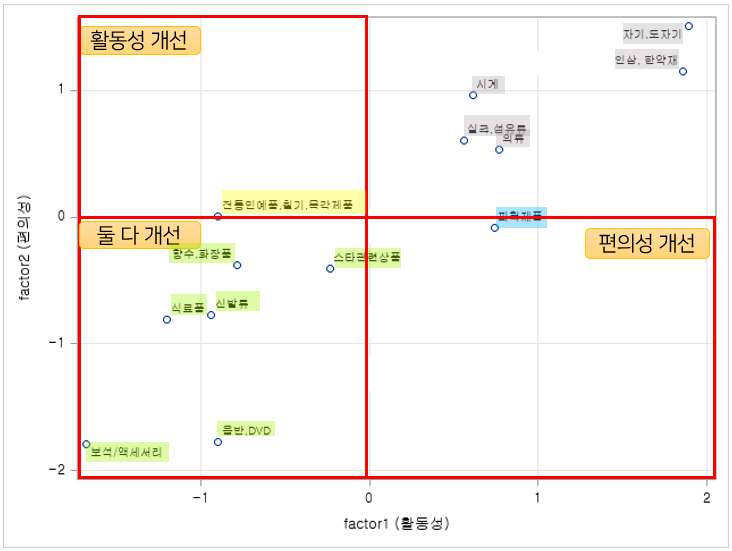 활동성 개선
자기,도자기
인삼, 한약재
시계
실크,섬유류
의류
전통민예품,칠기,목각제품
피혁제품
둘 다 개선
편의성 개선
향수,화장품
스타관련상품
식료품
신발류
음반,DVD
보석/액세서리
factor2 (편의성)
1
0
-1
-2
-1
0
1
2
factor1 (활동성)